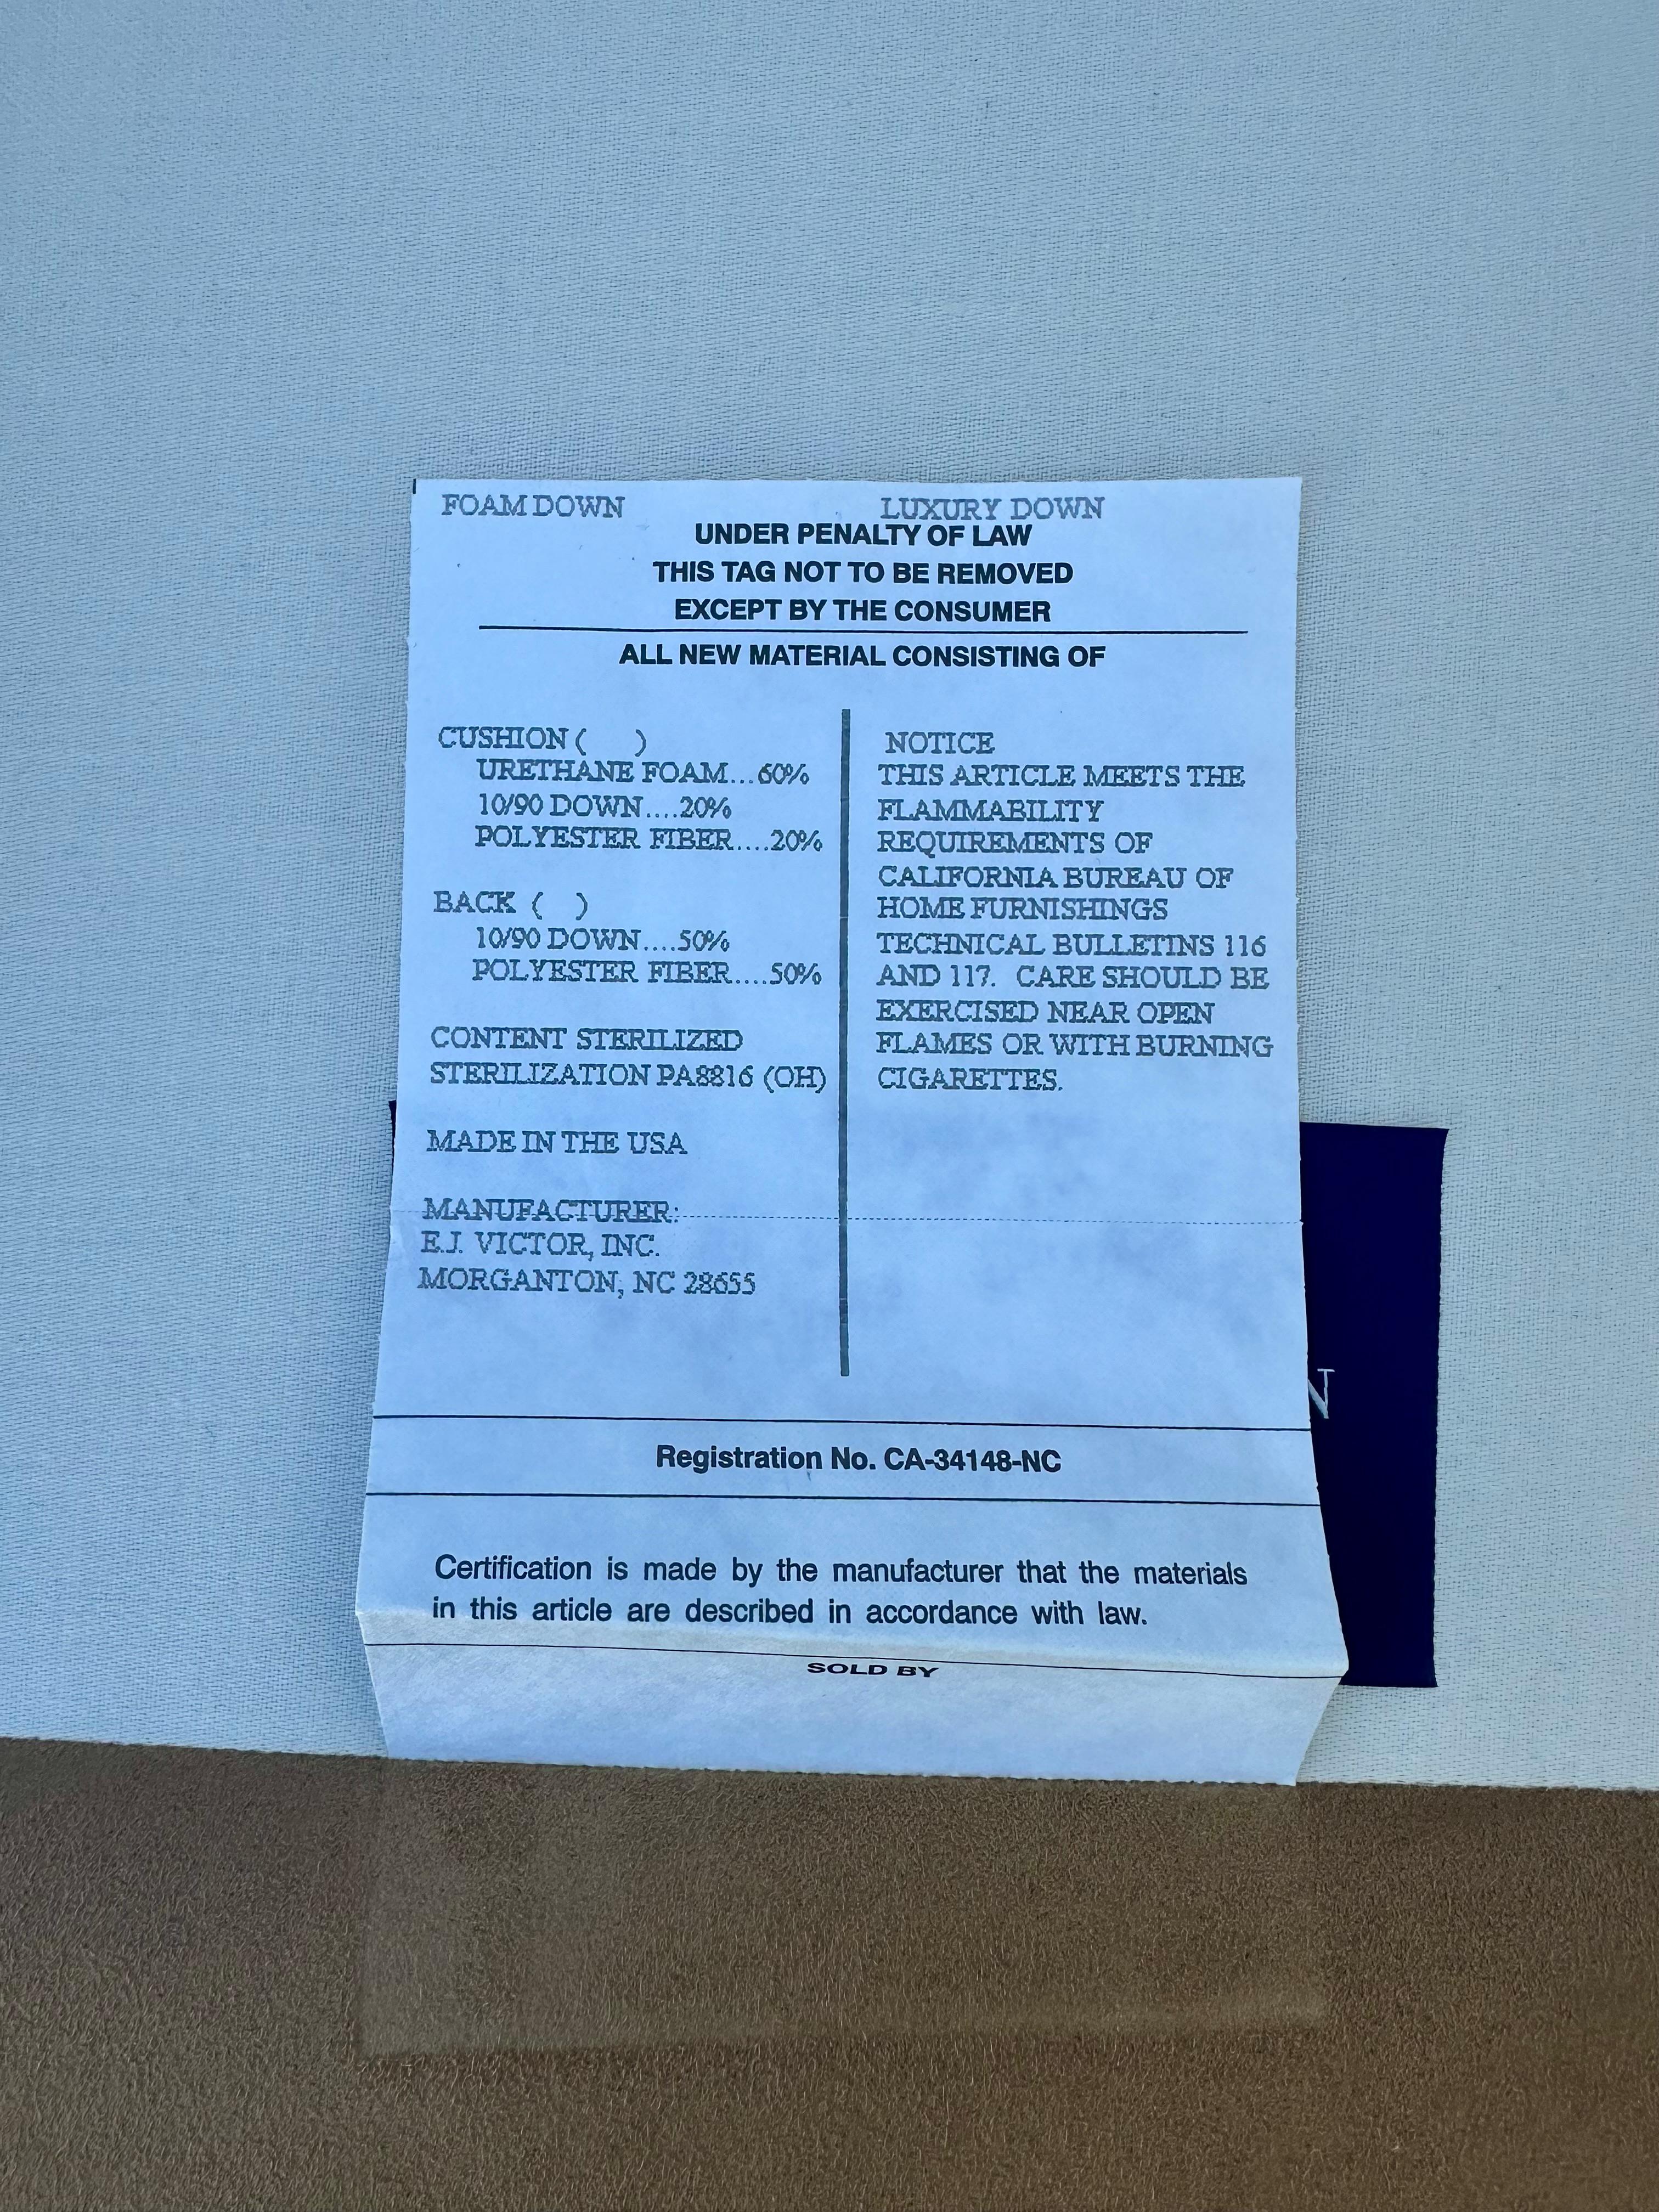 FOAM DOWN LUXURY DOWN
UNDER PENALTY OF LAW
THIS TAG NOT TO BE REMOVED
EXCEPT BY THE CONSUMER
ALL NEW MATERIAL CONSISTING OF
CUSHION ( )
URETHANE FOAM...60%
10/90 DOWN....20%
POLYESTER FIBER....20%
BACK ( )
10/90 DOWN....50%
POLYESTER FIBER....50%
CONTENT STERILIZED
STERILIZATION PA8816 (OH)
MADE IN THE USA
MANUFACTURER:
E.J. VICTOR, INC.
MORGANTON, NC 28655
NOTICE
THIS ARTICLE MEETS THE
FLAMMABILITY
REQUIREMENTS OF
CALIFORNIA BUREAU OF
HOME FURNISHINGS
TECHNICAL BULLETINS 116
AND 117. CARE SHOULD BE
EXERCISED NEAR OPEN
FLAMES OR WITH BURNING
CIGARETTES.
N
Registration No. CA-34148-NC
Certification is made by the manufacturer that the materials
in this article are described in accordance with law.
SOLD BY